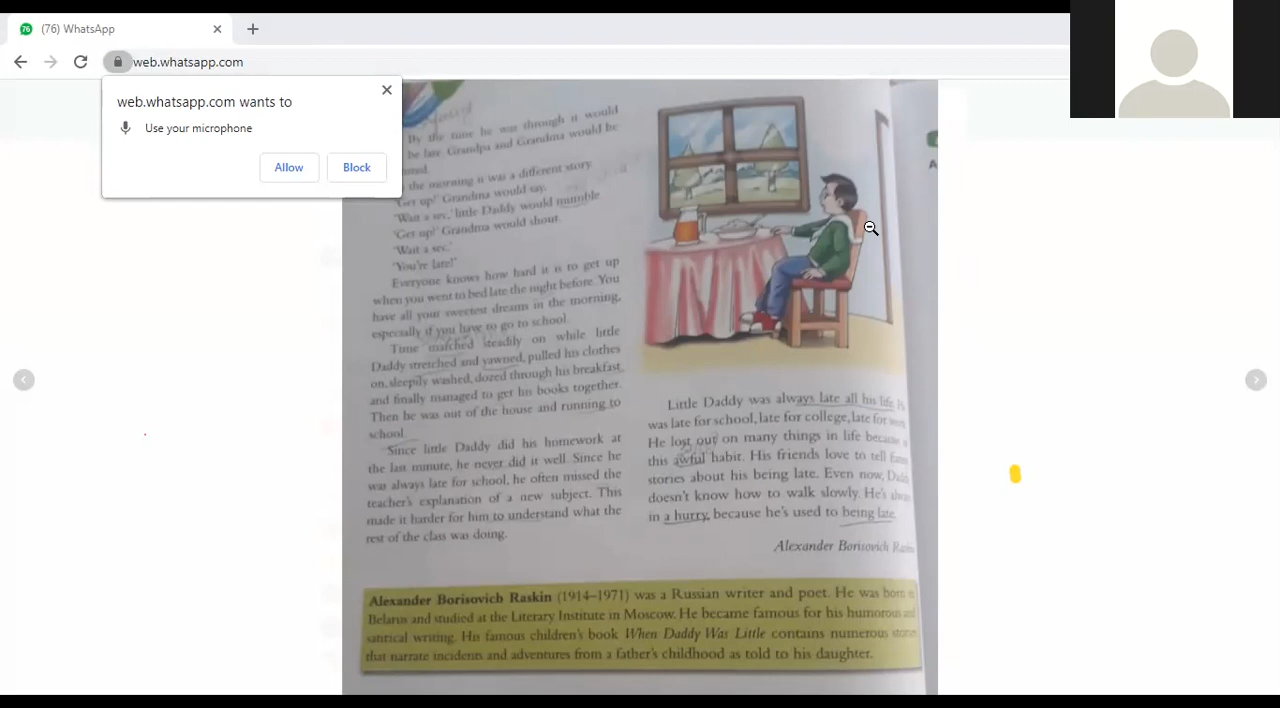 (76) WhatsApp
web.whatsapp.com
web.whatsapp.com wants to
Use your microphone
Allow
Block
By the time he was through it would
be late. Grandpa and Grandma would be
the morning it was a different story.
'Get up!' Grandma would say.
'Wait a sec,' little Daddy would mumble
'Get up!' Grandma would shout.
'Wait a sec.'
'You're late!'
Everyone knows how hard it is to get up
when you went to bed late the night before. You
have all your sweetest dreams in the morning,
especially if you have to go to school.
Time marched steadily on while little
Daddy stretched and yawned, pulled his clothes
on, sleepily washed, dozed through his breakfast,
and finally managed to get his books together.
Then he was out of the house and running to
school.
Since little Daddy did his homework at
the last minute, he never did it well. Since he
was always late for school, he often missed the
teacher's explanation of a new subject. This
made it harder for him to understand what the
rest of the class was doing.
Little Daddy was always late all his life.
was late for school, late for college, late for work
He lost out on many things in life because
this awful habit. His friends love to tell
stories about his being late. Even now, Daddy
doesn't know how to walk slowly. He's always
in a hurry, because he's used to being late.
Alexander Borisovich Raskin
Alexander Borisovich Raskin (1914–1971) was a Russian writer and poet. He was born in
Belarus and studied at the Literary Institute in Moscow. He became famous for his humorous and
satirical writing. His famous children's book When Daddy Was Little contains numerous stories
that narrate incidents and adventures from a father's childhood as told to his daughter.